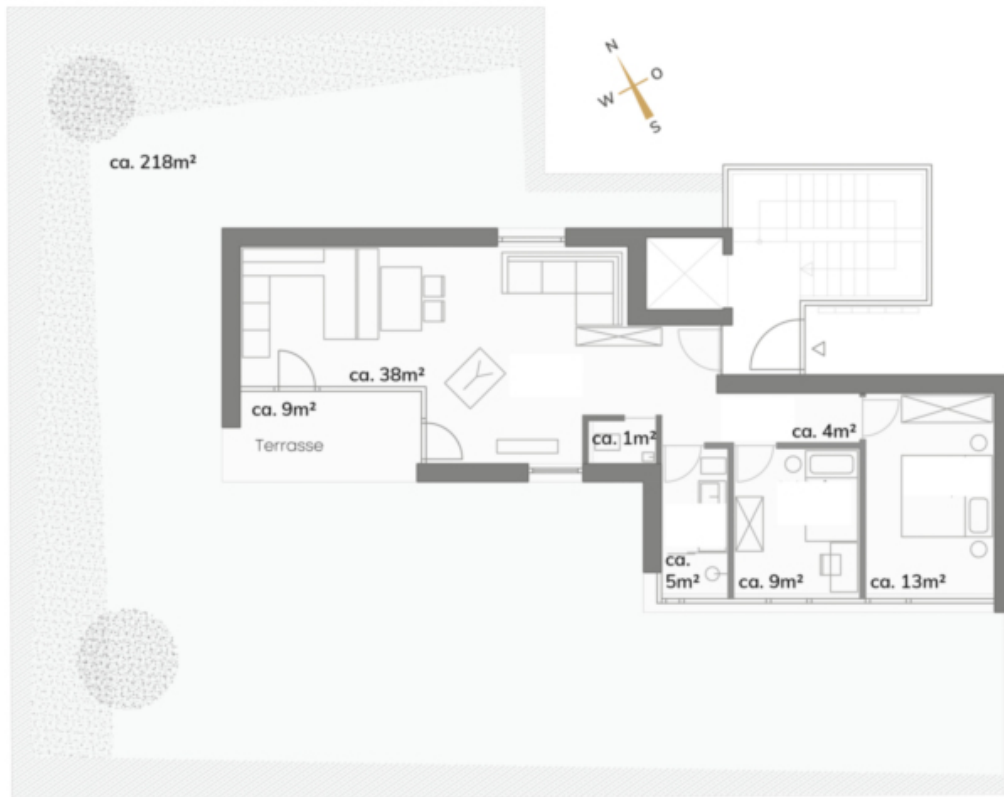 N
O
W
S
ca. 218m²
ca. 38m²
ca. 9m²
Terrasse
ca. 1m²
ca. 4m²
ca.
5m²
ca. 9m²
ca. 13m²